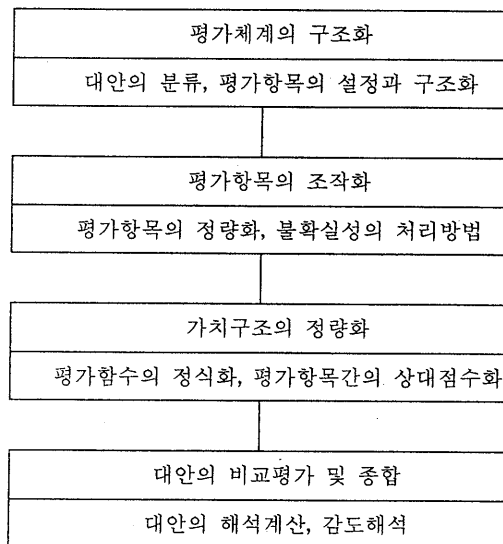 평가체계의 구조화
대안의 분류, 평가항목의 설정과 구조화
평가항목의 조작화
평가항목의 정량화, 불확실성의 처리방법
가치구조의 정량화
평가함수의 정식화, 평가항목간의 상대점수화
대안의 비교평가 및 종합
대안의 해석계산, 감도해석